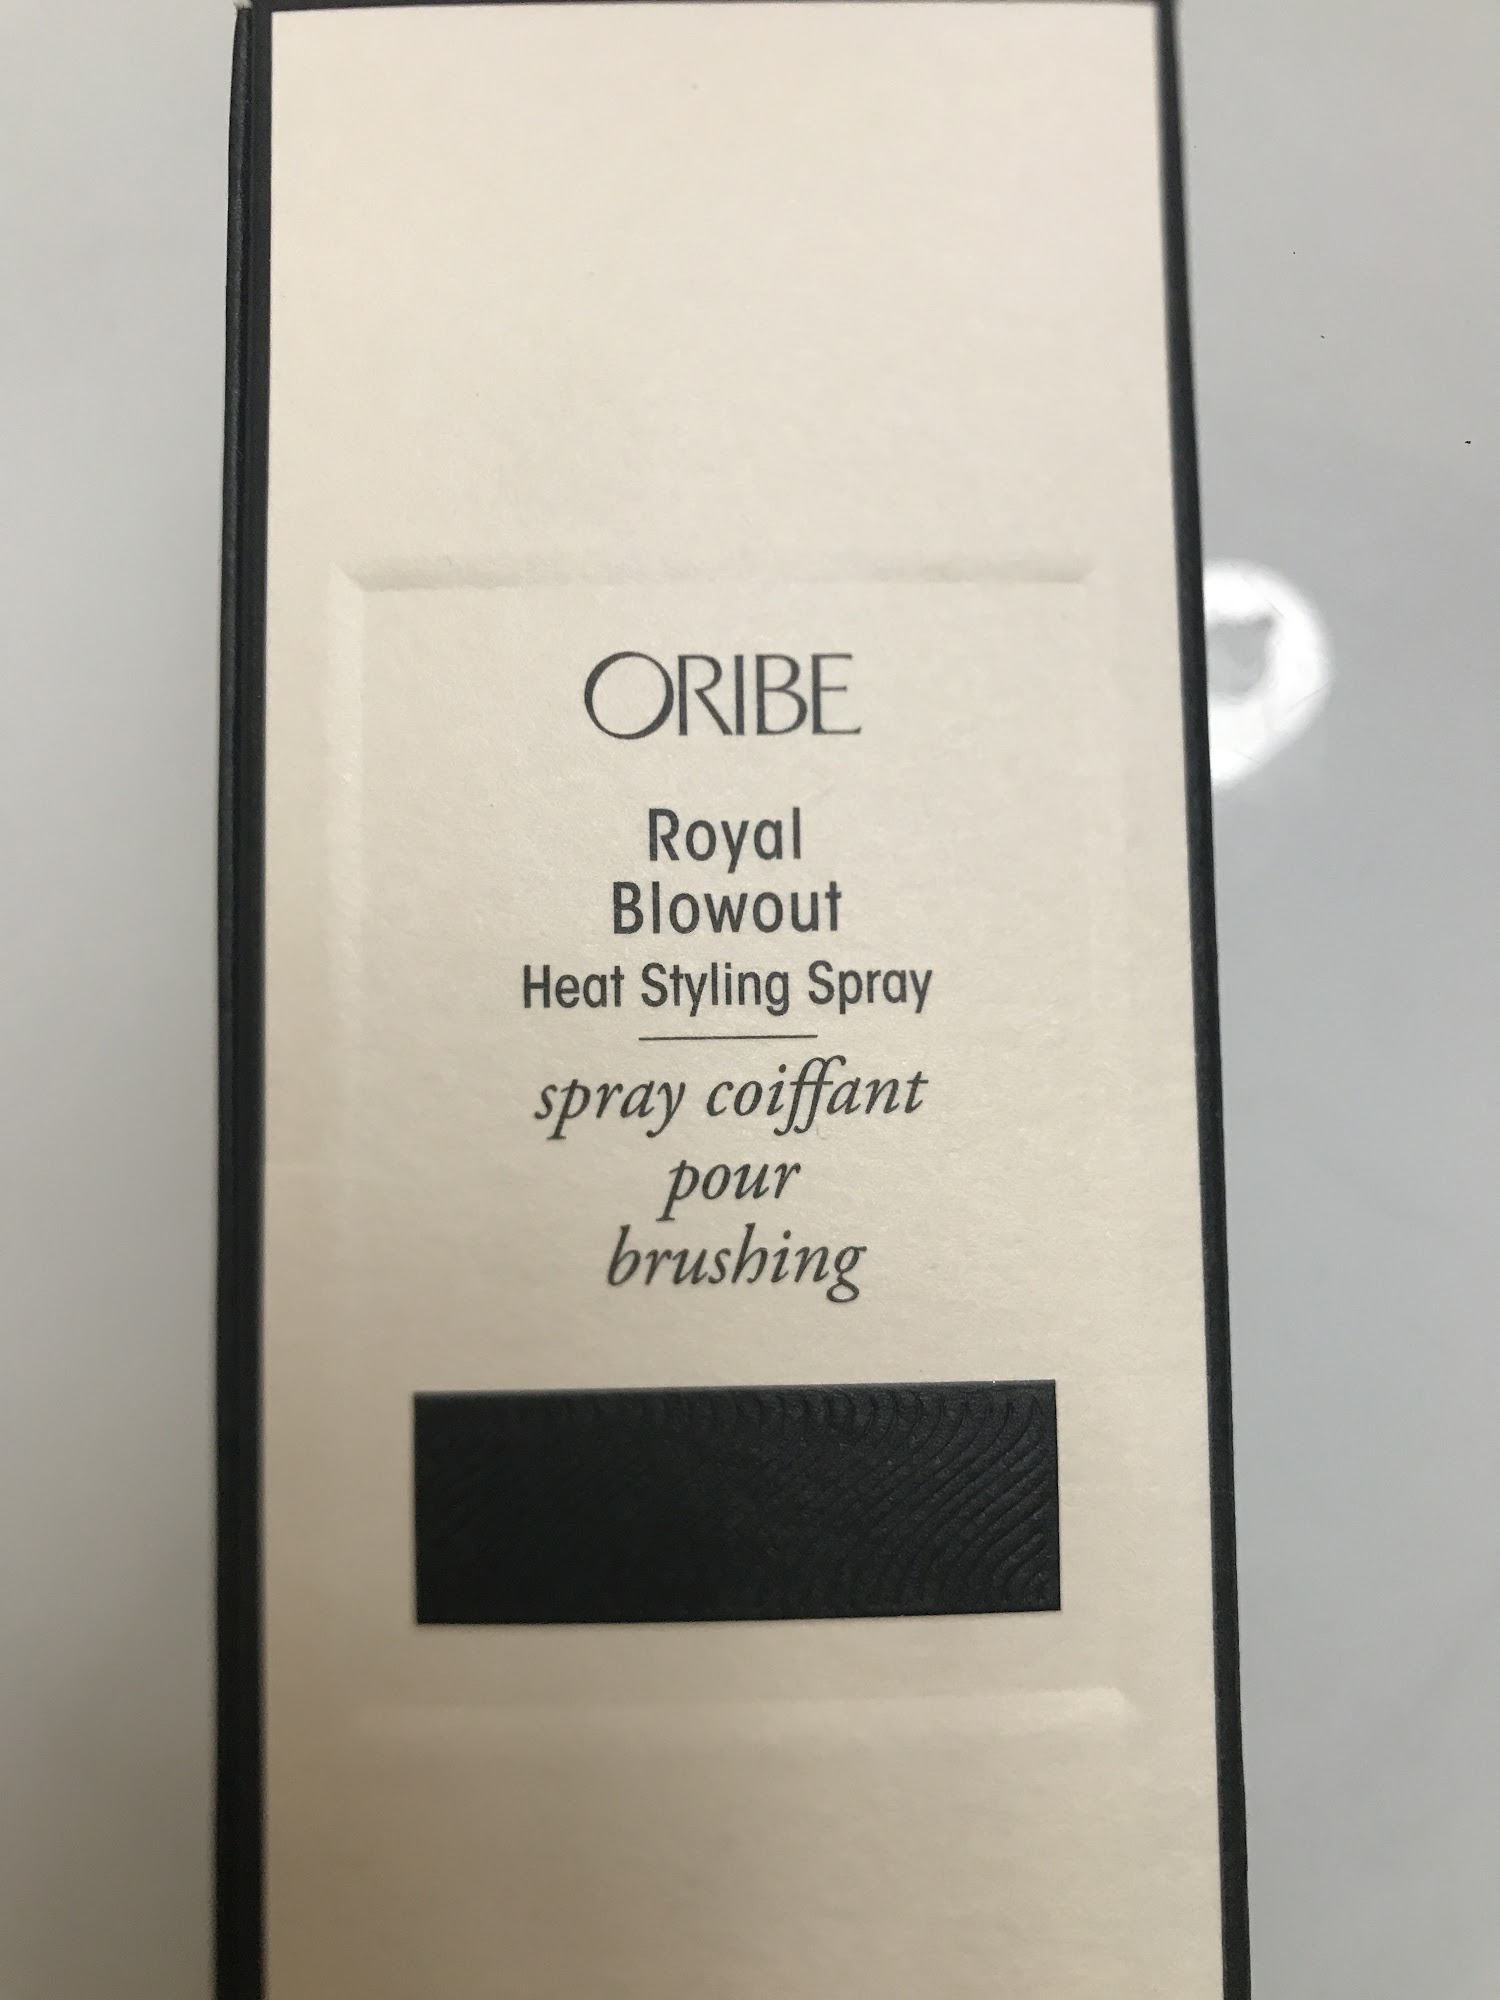 ORIBE
Royal
Blowout
Heat Styling Spray
spray coiffant
pour
brushing